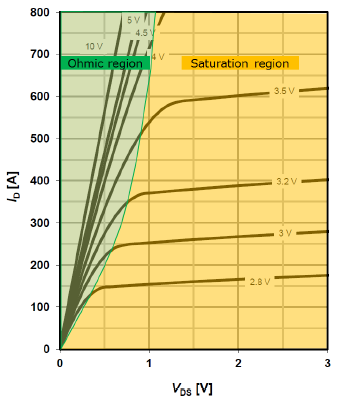 800
700
600
500
400
300
200
100
0
I_D [A]
5 V
4.5 V
10 V
4 V
Ohmic region
Saturation region
3.5 V
3.2 V
3 V
2.8 V
0 1 2 3
V_DS [V]